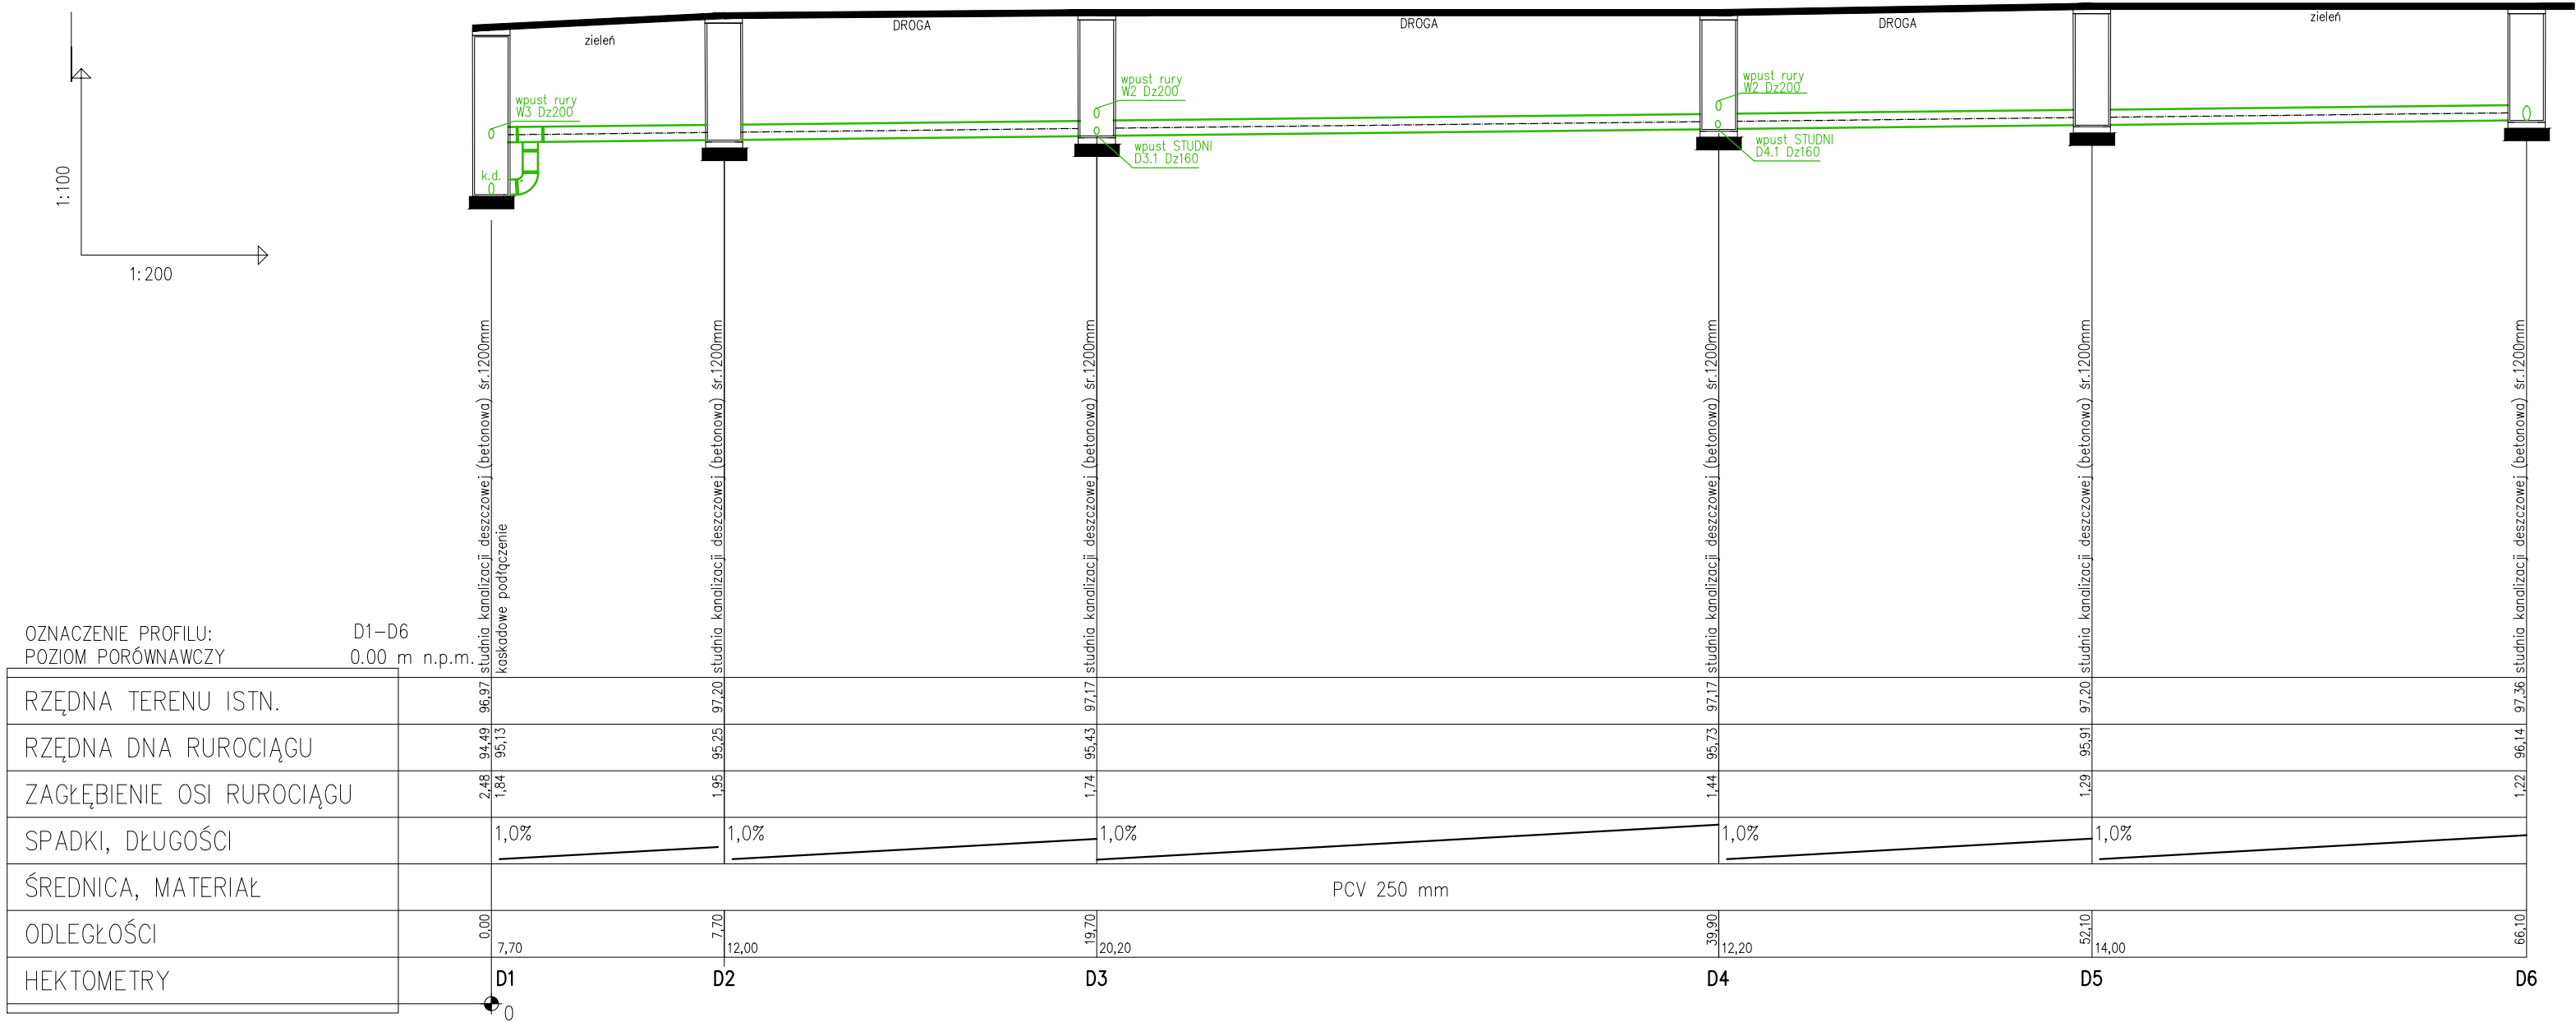 zieleń
DROGA
DROGA
DROGA
zieleń
wpust rury
W3 Dz200
k.d.
wpust rury
W2 Dz200
wpust STUDNI
D3.1 Dz160
wpust rury
W2 Dz200
wpust STUDNI
D4.1 Dz160
1:100
1:200
studnia kanalizacji deszczowej (betonowa) śr.1200mm
kaskadowe podłączenie
studnia kanalizacji deszczowej (betonowa) śr.1200mm
studnia kanalizacji deszczowej (betonowa) śr.1200mm
studnia kanalizacji deszczowej (betonowa) śr.1200mm
studnia kanalizacji deszczowej (betonowa) śr.1200mm
studnia kanalizacji deszczowej (betonowa) śr.1200mm
OZNACZENIE PROFILU: D1-D6
POZIOM PORÓWNAWCZY 0.00 m n.p.m.
RZĘDNA TERENU ISTN. 96,97 97,20 97,17 97,17 97,20 97,36
RZĘDNA DNA RUROCIĄGU 94,49 95,13 95,25 95,43 95,73 95,91 96,14
ZAGŁĘBIENIE OSI RUROCIĄGU 2,48 1,84 1,95 1,74 1,44 1,29 1,22
SPADKI, DŁUGOŚCI 1,0% 1,0% 1,0% 1,0% 1,0%
ŚREDNICA, MATERIAŁ PCV 250 mm
ODLEGŁOŚCI 0,00 7,70 19,70 39,90 52,10 66,10
7,70 12,00 20,20 12,20 14,00
HEKTOMETRY D1 D2 D3 D4 D5 D6
0